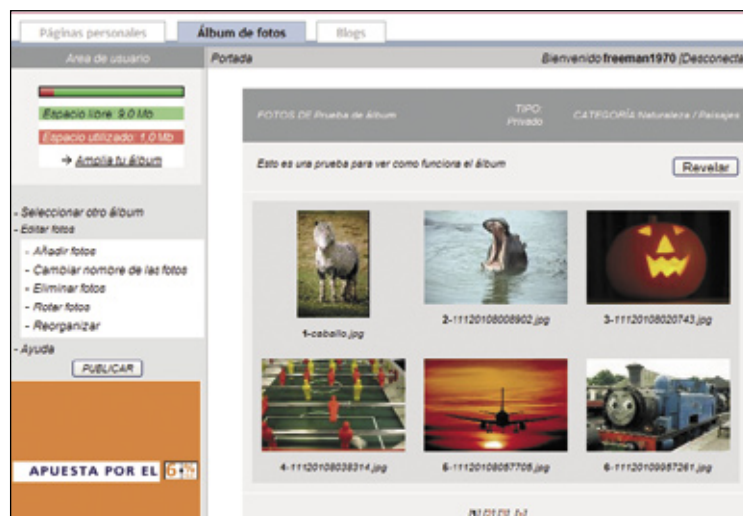 Páginas personales
Álbum de fotos
Blogs
Area de usuario
Portada
Bienvenido freeman1970 [Desconecta
Espacio libre: 9,0 Mb
Espacio utilizado: 1,0 Mb
→ Amplia tu álbum
FOTOS DE Prueba de Álbum
TIPO:
Privado
CATEGORÍA Naturaleza / Paisajes
Esto es una prueba para ver como funciona el álbum
Revelar
- Seleccionar otro álbum
- Editar fotos
- Añadir fotos
- Cambiar nombre de las fotos
- Eliminar fotos
- Rotar fotos
- Reorganizar
- Ayuda
PUBLICAR
1-caballo.jpg
2-11120108008902.jpg
3-11120108020743.jpg
4-11120108038314.jpg
5-11120108057705.jpg
6-11120109957261.jpg
APUESTA POR EL